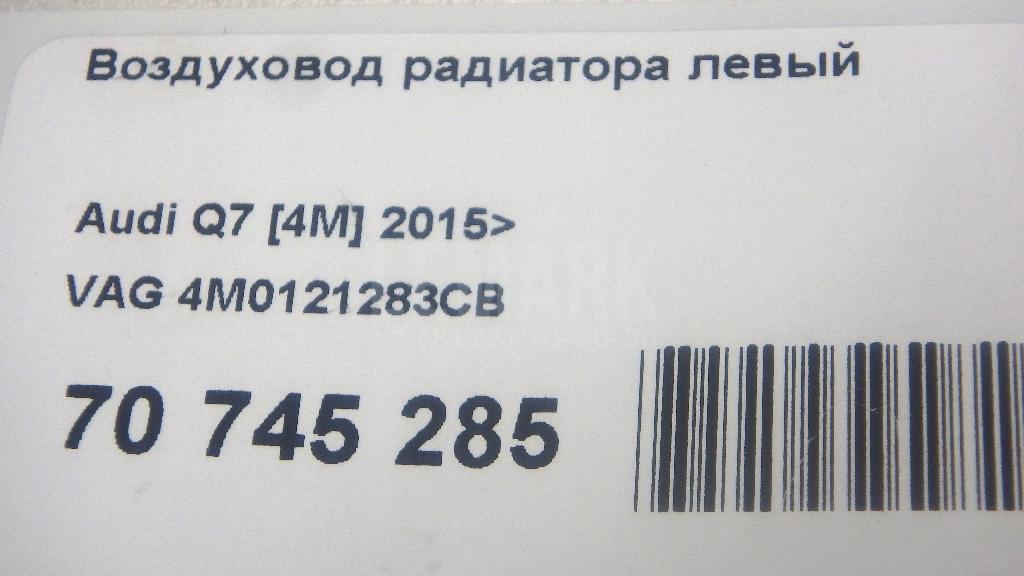 Воздуховод радиатора левый
Audi Q7 [4M] 2015>
VAG 4M0121283CB
70 745 285